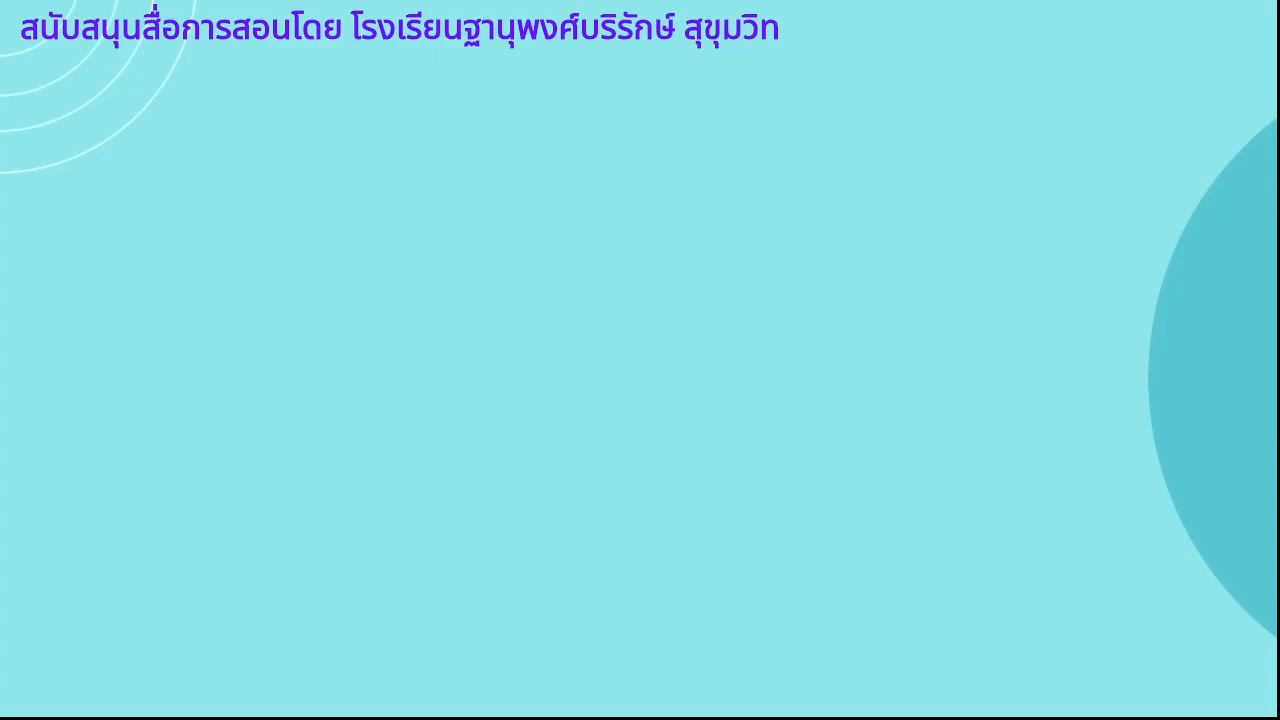 สนับสนุนสื่อการสอนโดย โรงเรียนฐานุพงศ์บริรักษ์ สุขุมวิท